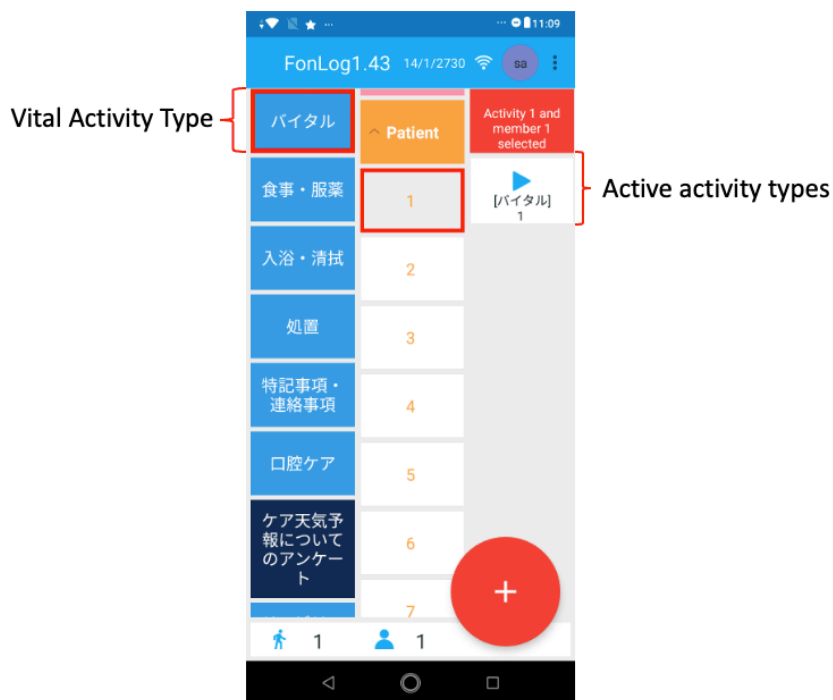 11:09
FonLog1.43 14/1/2730 sa
Vital Activity Type
バイタル
食事・服薬
入浴・清拭
処置
特記事項・
連絡事項
口腔ケア
ケア天気予
報について
のアンケー
ト
Patient
1
2
3
4
5
6
7
Activity 1 and
member 1
selected
[バイタル]
1
Active activity types
+
1
1